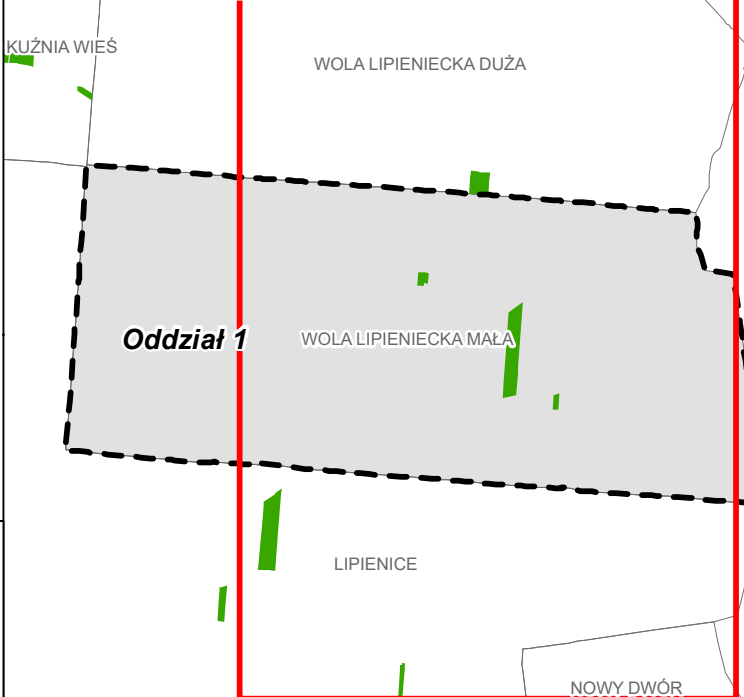 KUŹNIA WIEŚ
WOLA LIPIENIECKA DUŻA
Oddział 1
WOLA LIPIENIECKA MAŁA
LIPIENICE
NOWY DWÓR